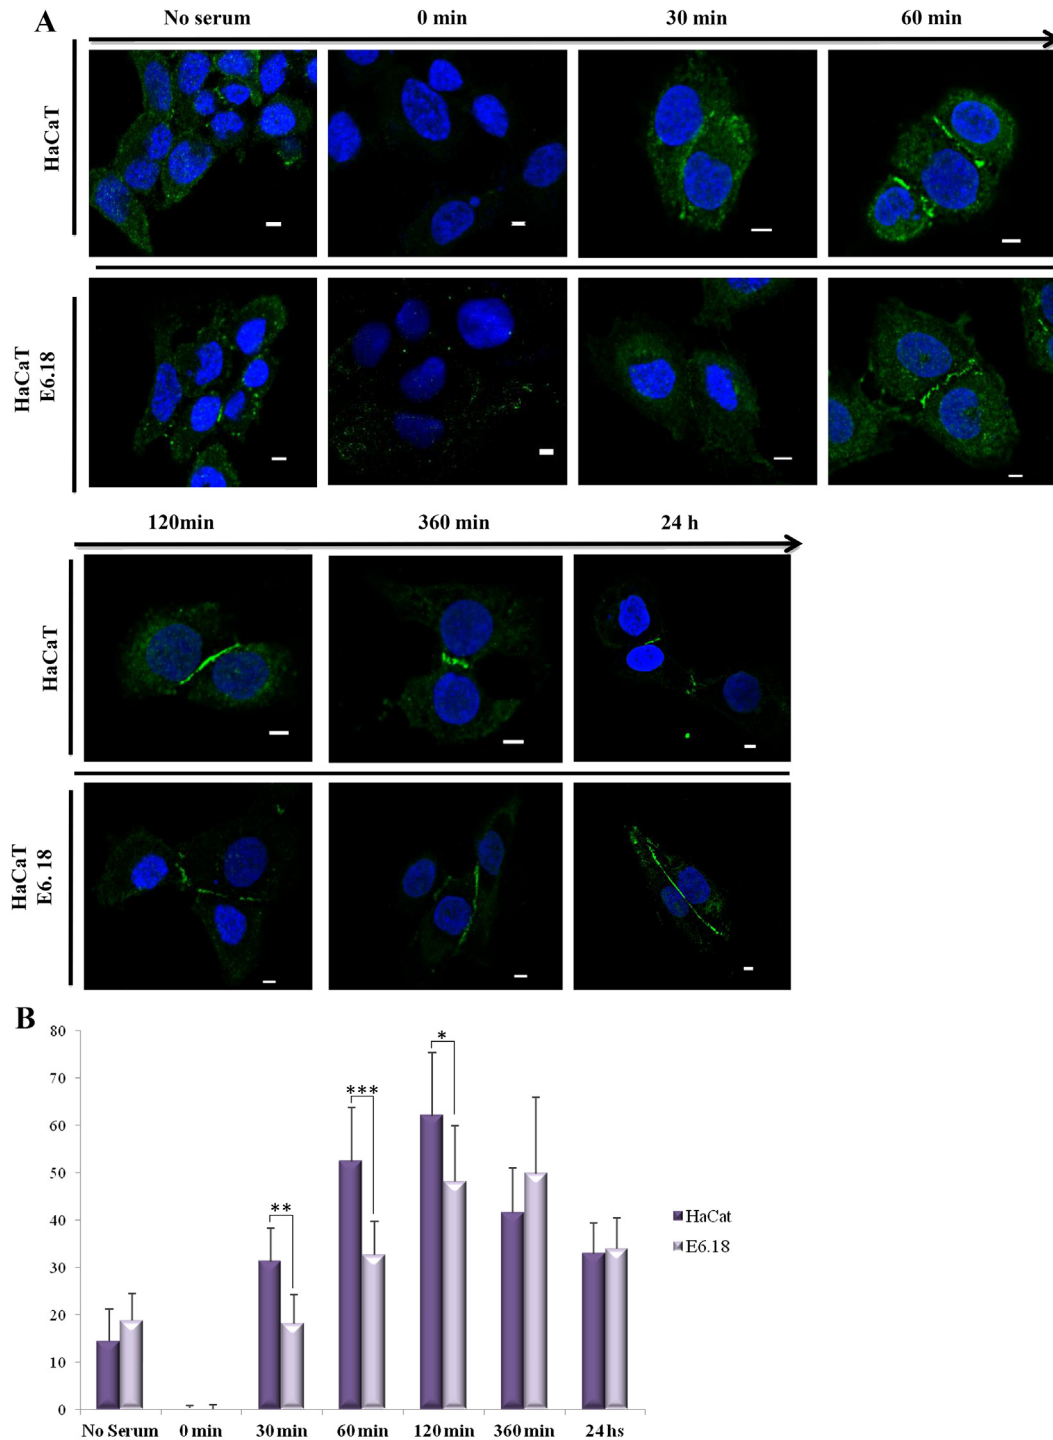 A
No serum 0 min 30 min 60 min
HaCaT
HaCaT
E6.18
120min 360 min 24 h
HaCaT
HaCaT
E6. 18
B
80
70
60
50
40
30
20
10
0
**
***
*
HaCat
E6.18
No Serum 0 min 30 min 60 min 120 min 360 min 24 hs